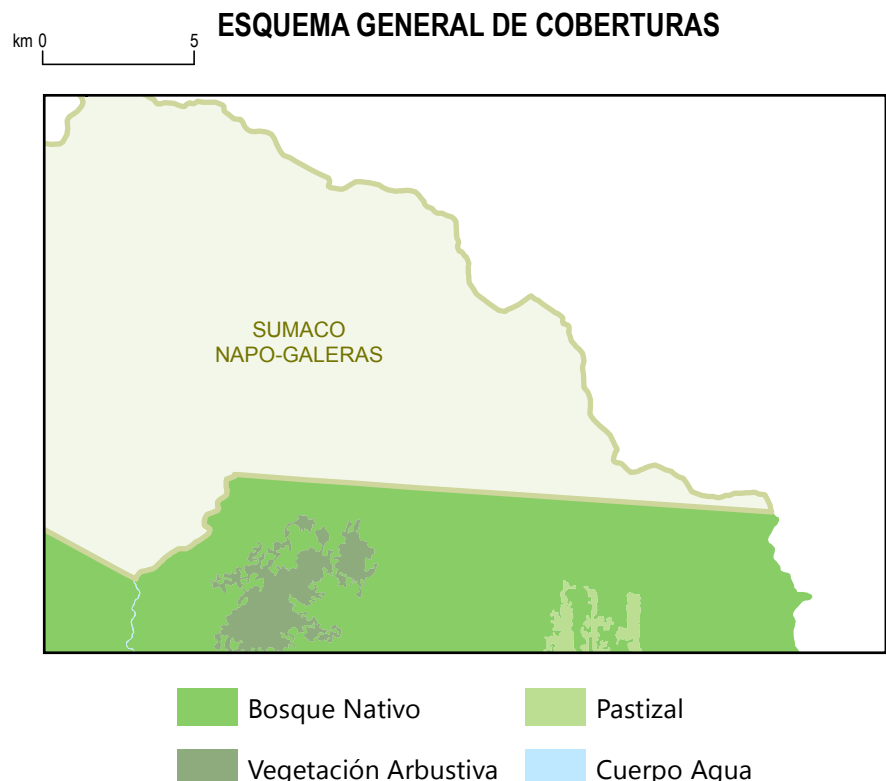 ESQUEMA GENERAL DE COBERTURAS
km 0 5
SUMACO
NAPO-GALERAS
Bosque Nativo
Pastizal
Vegetación Arbustiva
Cuerpo Agua